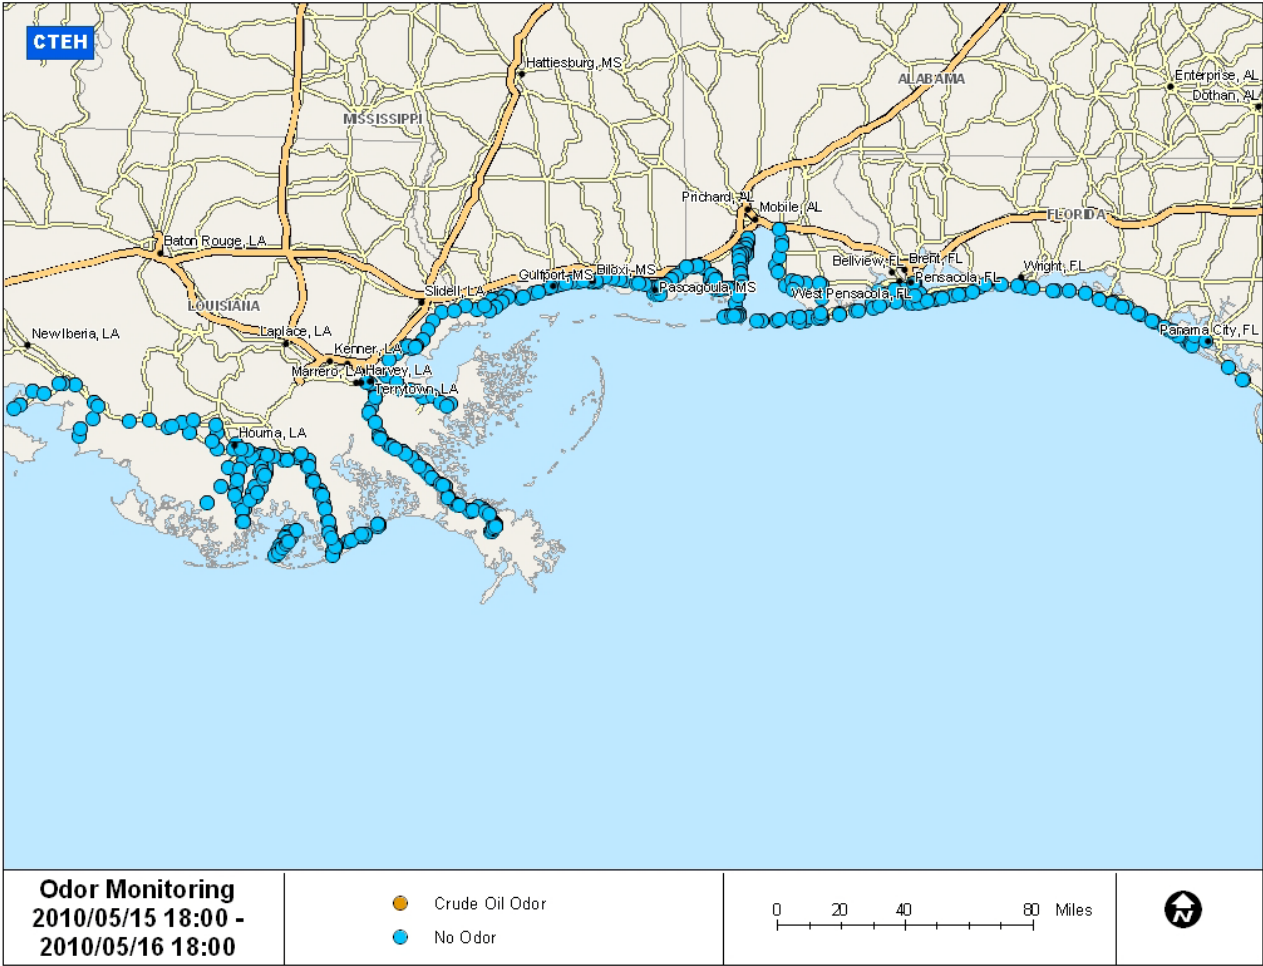 CTEH
Hattiesburg, MS
ALABAMA
Enterprise, AL
Dothan, AL
MISSISSIPPI
Prichard, AL
Mobile, AL
FLORIDA
Baton Rouge, LA
Bellview, FL
Brent, FL
Wright, FL
Gulfport, MS
Biloxi, MS
Pensacola, FL
Slidell, LA
Pascagoula, MS
West Pensacola, FL
LOUISIANA
New Iberia, LA
Laplace, LA
Panama City, FL
Kenner, LA
Marrero, LA
Harvey, LA
Terrytown, LA
Houma, LA
Odor Monitoring
2010/05/15 18:00 -
2010/05/16 18:00
Crude Oil Odor
No Odor
0 20 40 80 Miles
N